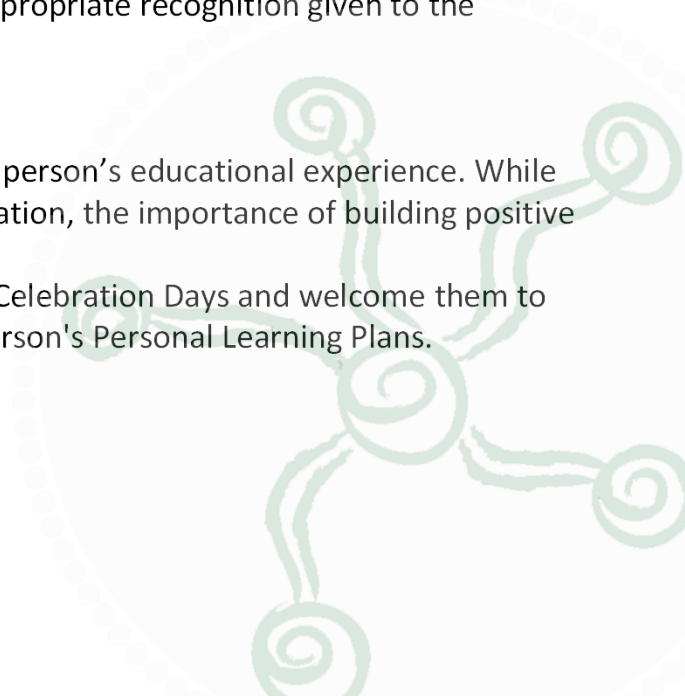 propriate recognition given to the
person’s educational experience. While
ation, the importance of building positive
Celebration Days and welcome them to
rson's Personal Learning Plans.